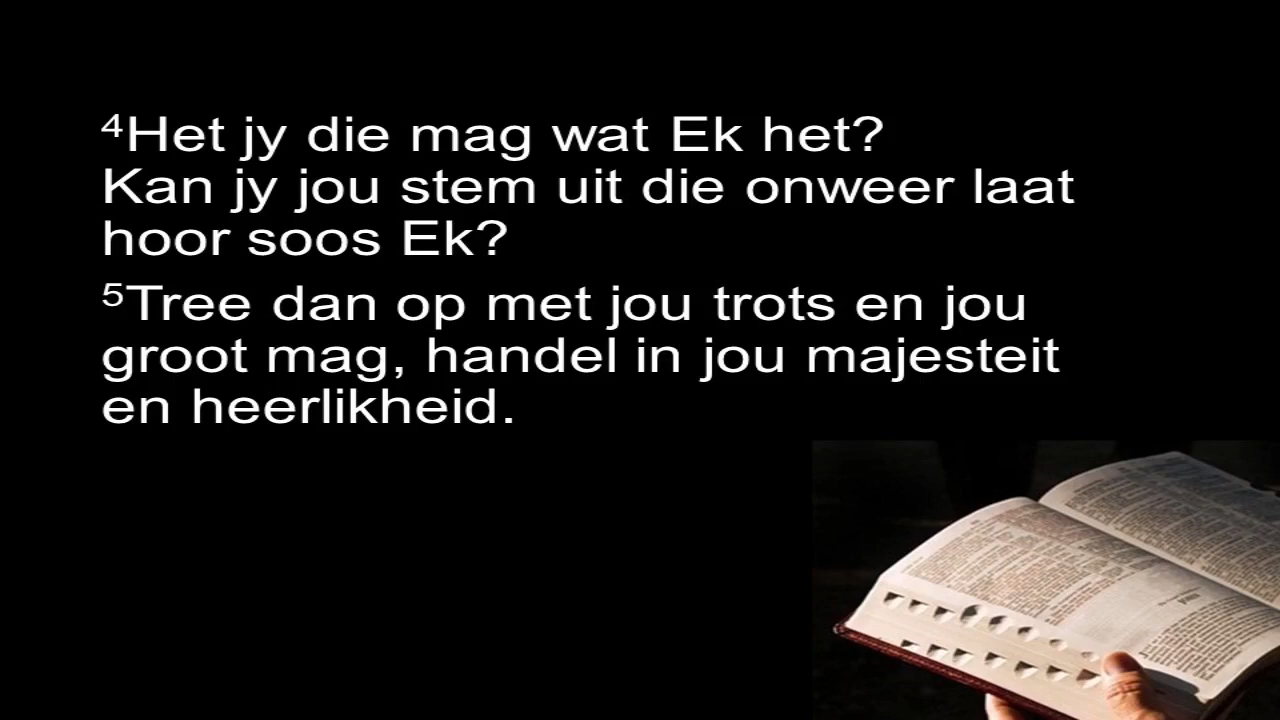 ⁴Het jy die mag wat Ek het?
Kan jy jou stem uit die onweer laat
hoor soos Ek?
⁵Tree dan op met jou trots en jou
groot mag, handel in jou majesteit
en heerlikheid.